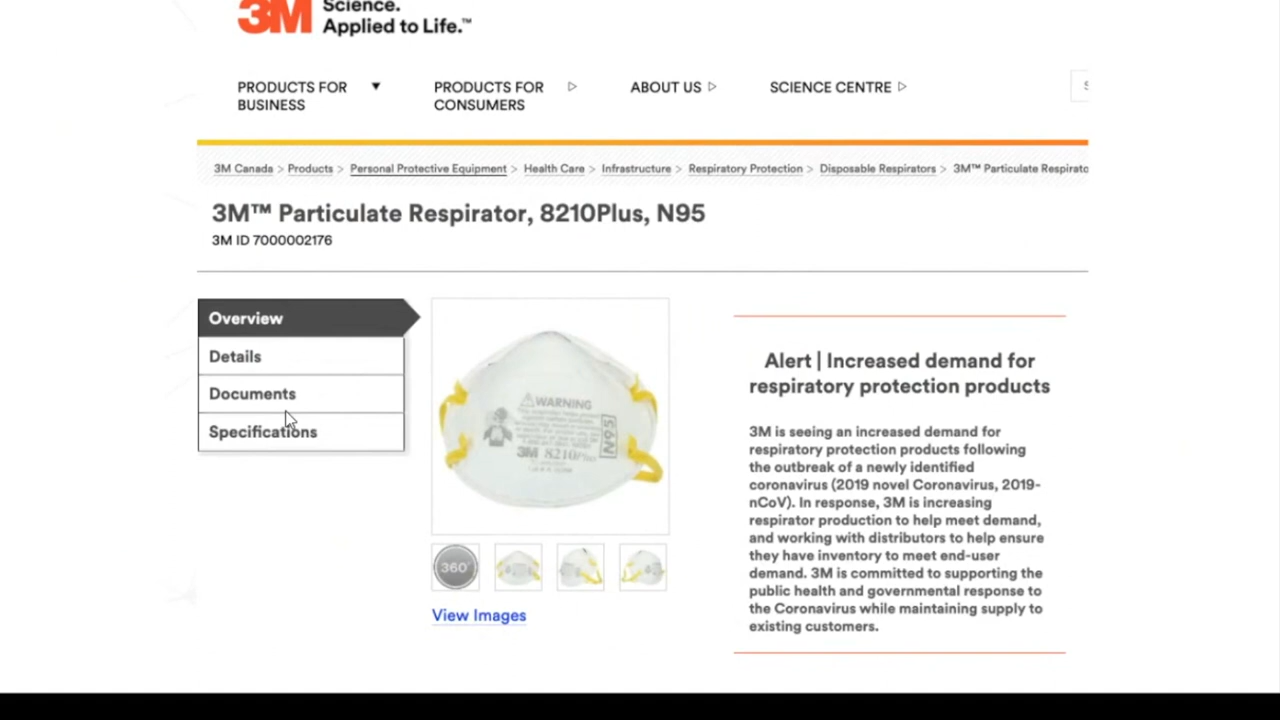 3M Science.
Applied to Life.™
PRODUCTS FOR
BUSINESS
PRODUCTS FOR
CONSUMERS
ABOUT US
SCIENCE CENTRE
3M Canada > Products > Personal Protective Equipment > Health Care > Infrastructure > Respiratory Protection > Disposable Respirators > 3M™ Particulate Respirato
3M™ Particulate Respirator, 8210Plus, N95
3M ID 7000002176
Overview
Details
Documents
Specifications
WARNING
N95
3M 8210Plus
360°
View Images
Alert | Increased demand for
respiratory protection products
3M is seeing an increased demand for
respiratory protection products following
the outbreak of a newly identified
coronavirus (2019 novel Coronavirus, 2019-
nCoV). In response, 3M is increasing
respirator production to help meet demand,
and working with distributors to help ensure
they have inventory to meet end-user
demand. 3M is committed to supporting the
public health and governmental response to
the Coronavirus while maintaining supply to
existing customers.